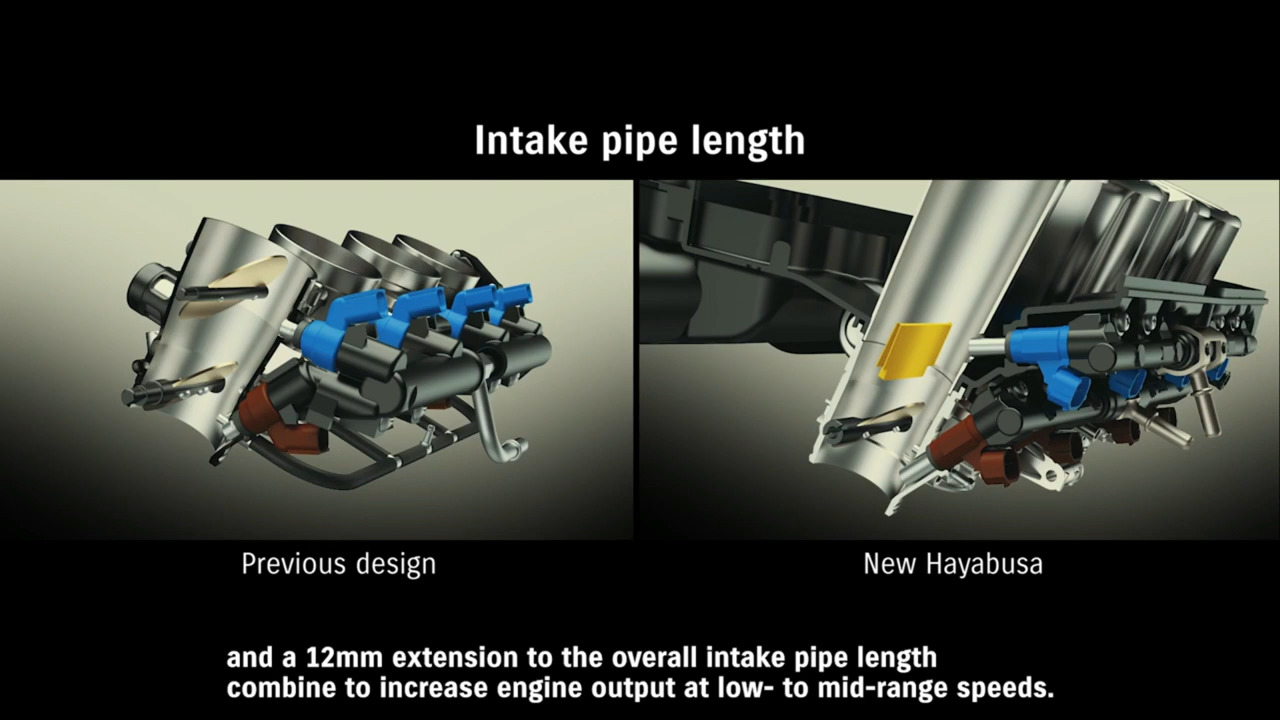 Intake pipe length
Previous design
New Hayabusa
and a 12mm extension to the overall intake pipe length
combine to increase engine output at low- to mid-range speeds.